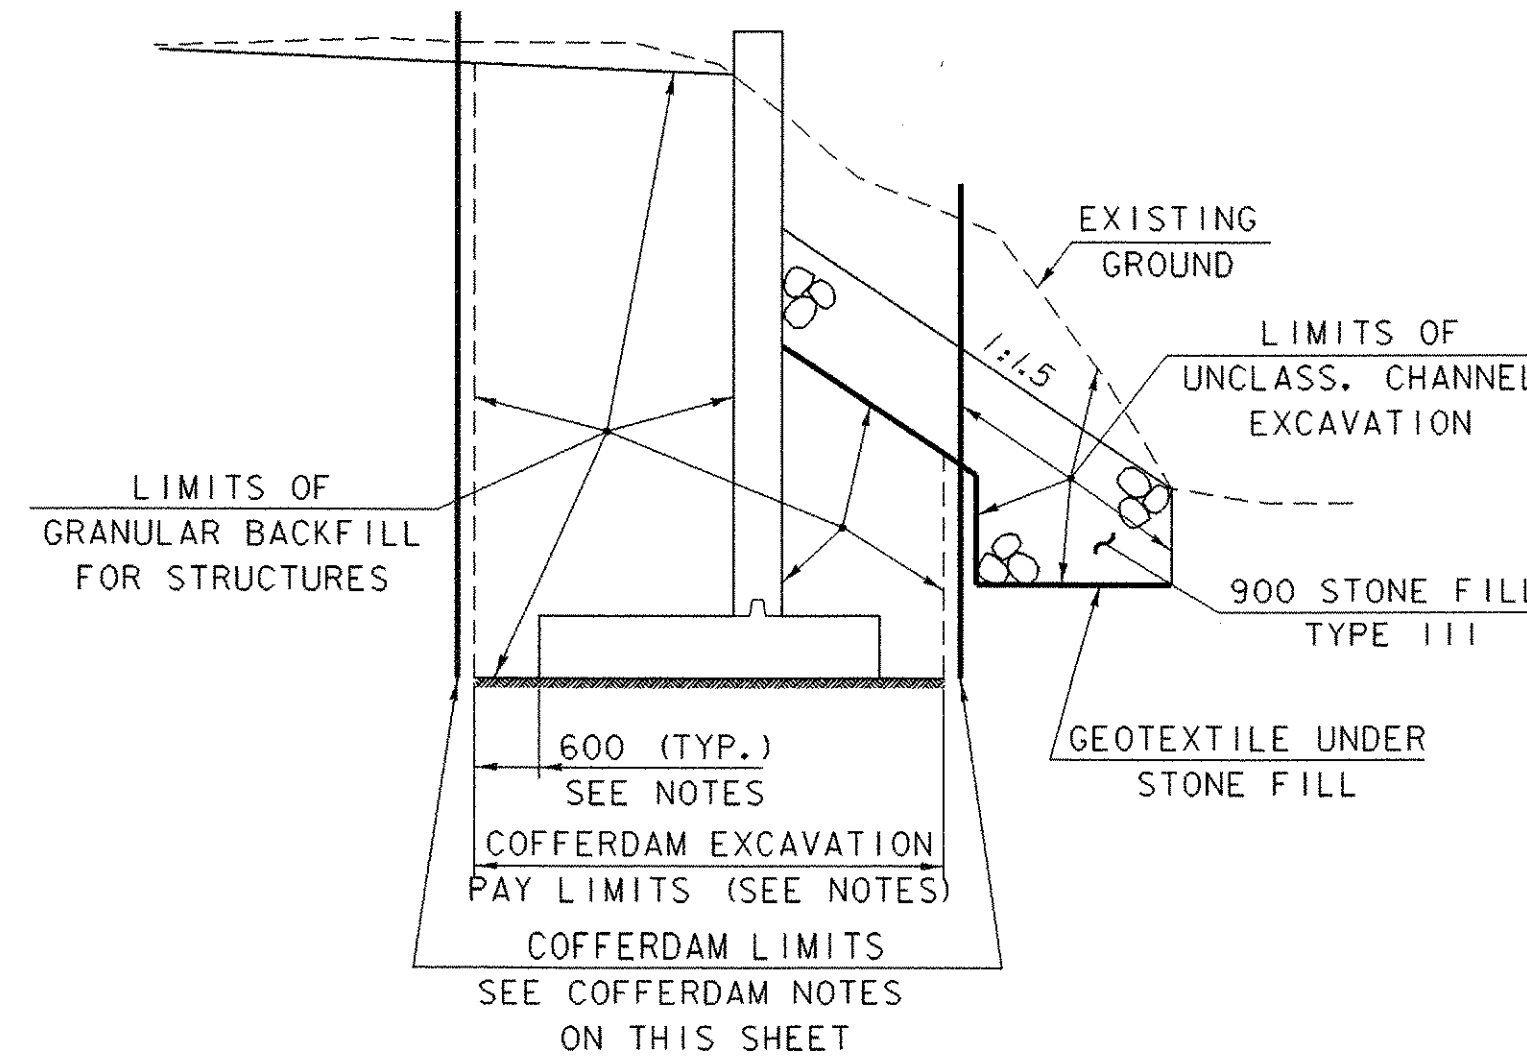 EXISTING
GROUND
LIMITS OF
UNCLASS. CHANNEL
EXCAVATION
1:1.5
LIMITS OF
GRANULAR BACKFILL
FOR STRUCTURES
900 STONE FILL
TYPE III
GEOTEXTILE UNDER
STONE FILL
600 (TYP.)
SEE NOTES
COFFERDAM EXCAVATION
PAY LIMITS (SEE NOTES)
COFFERDAM LIMITS
SEE COFFERDAM NOTES
ON THIS SHEET